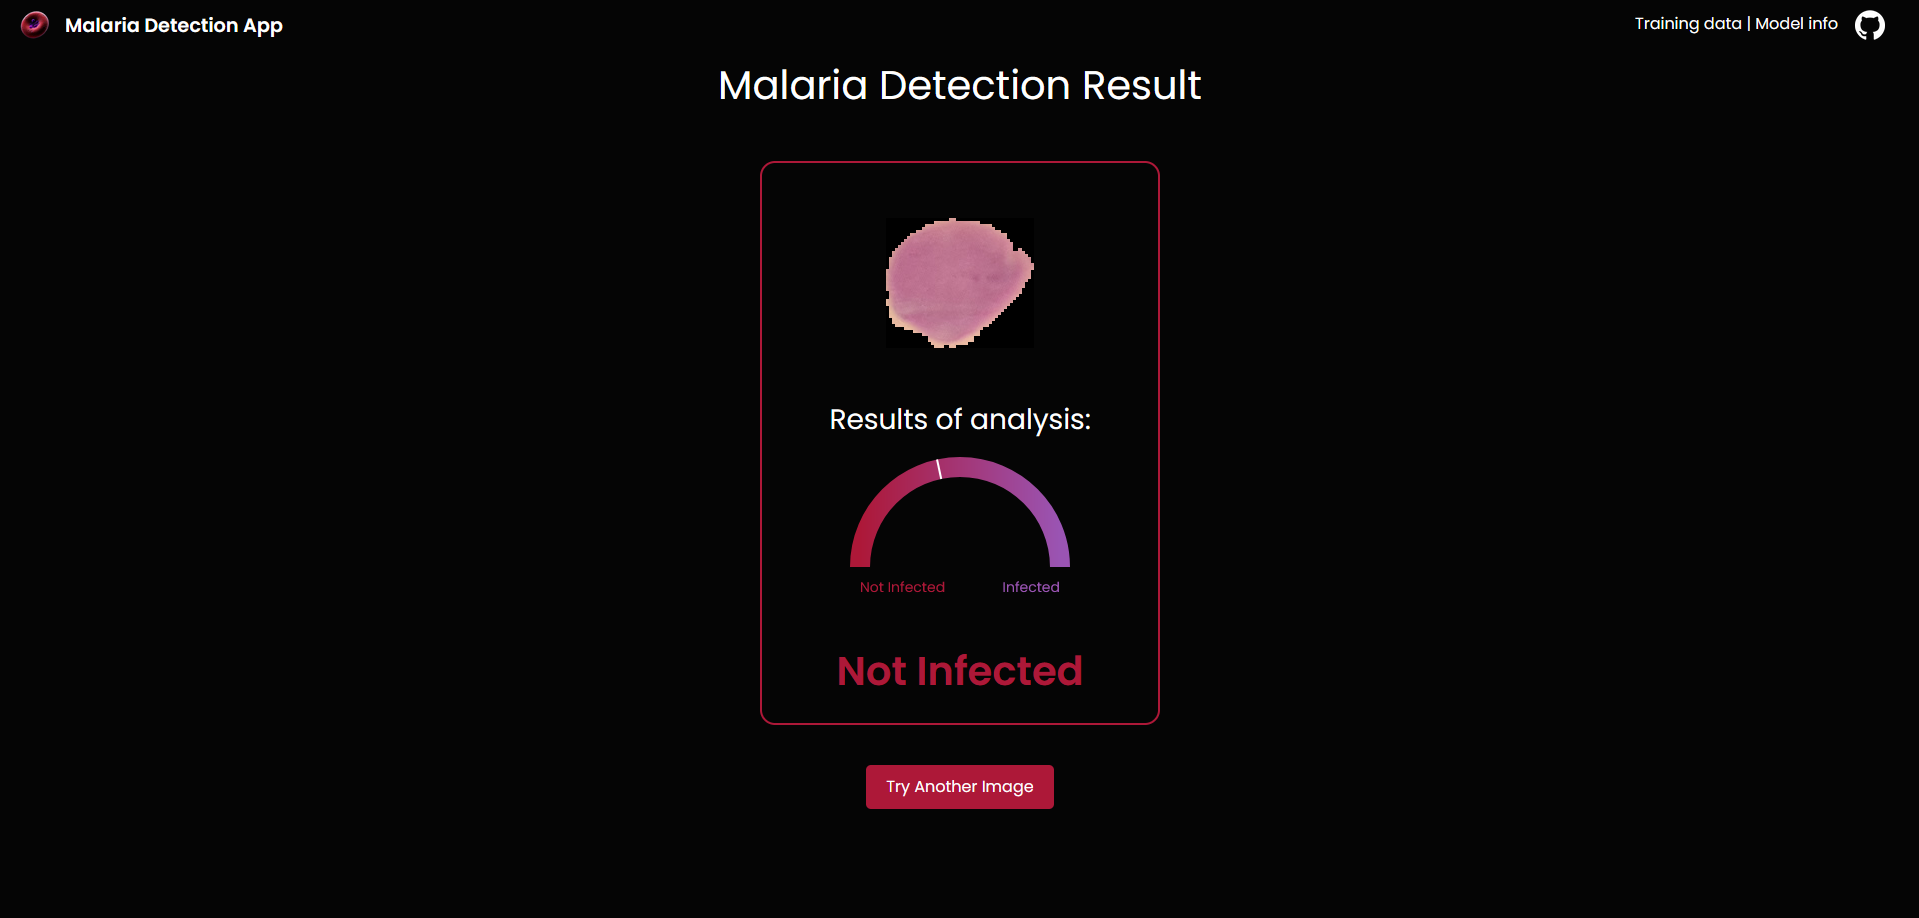 Malaria Detection App
Training data | Model info
Malaria Detection Result
Results of analysis:
Not Infected
Infected
Not Infected
Try Another Image